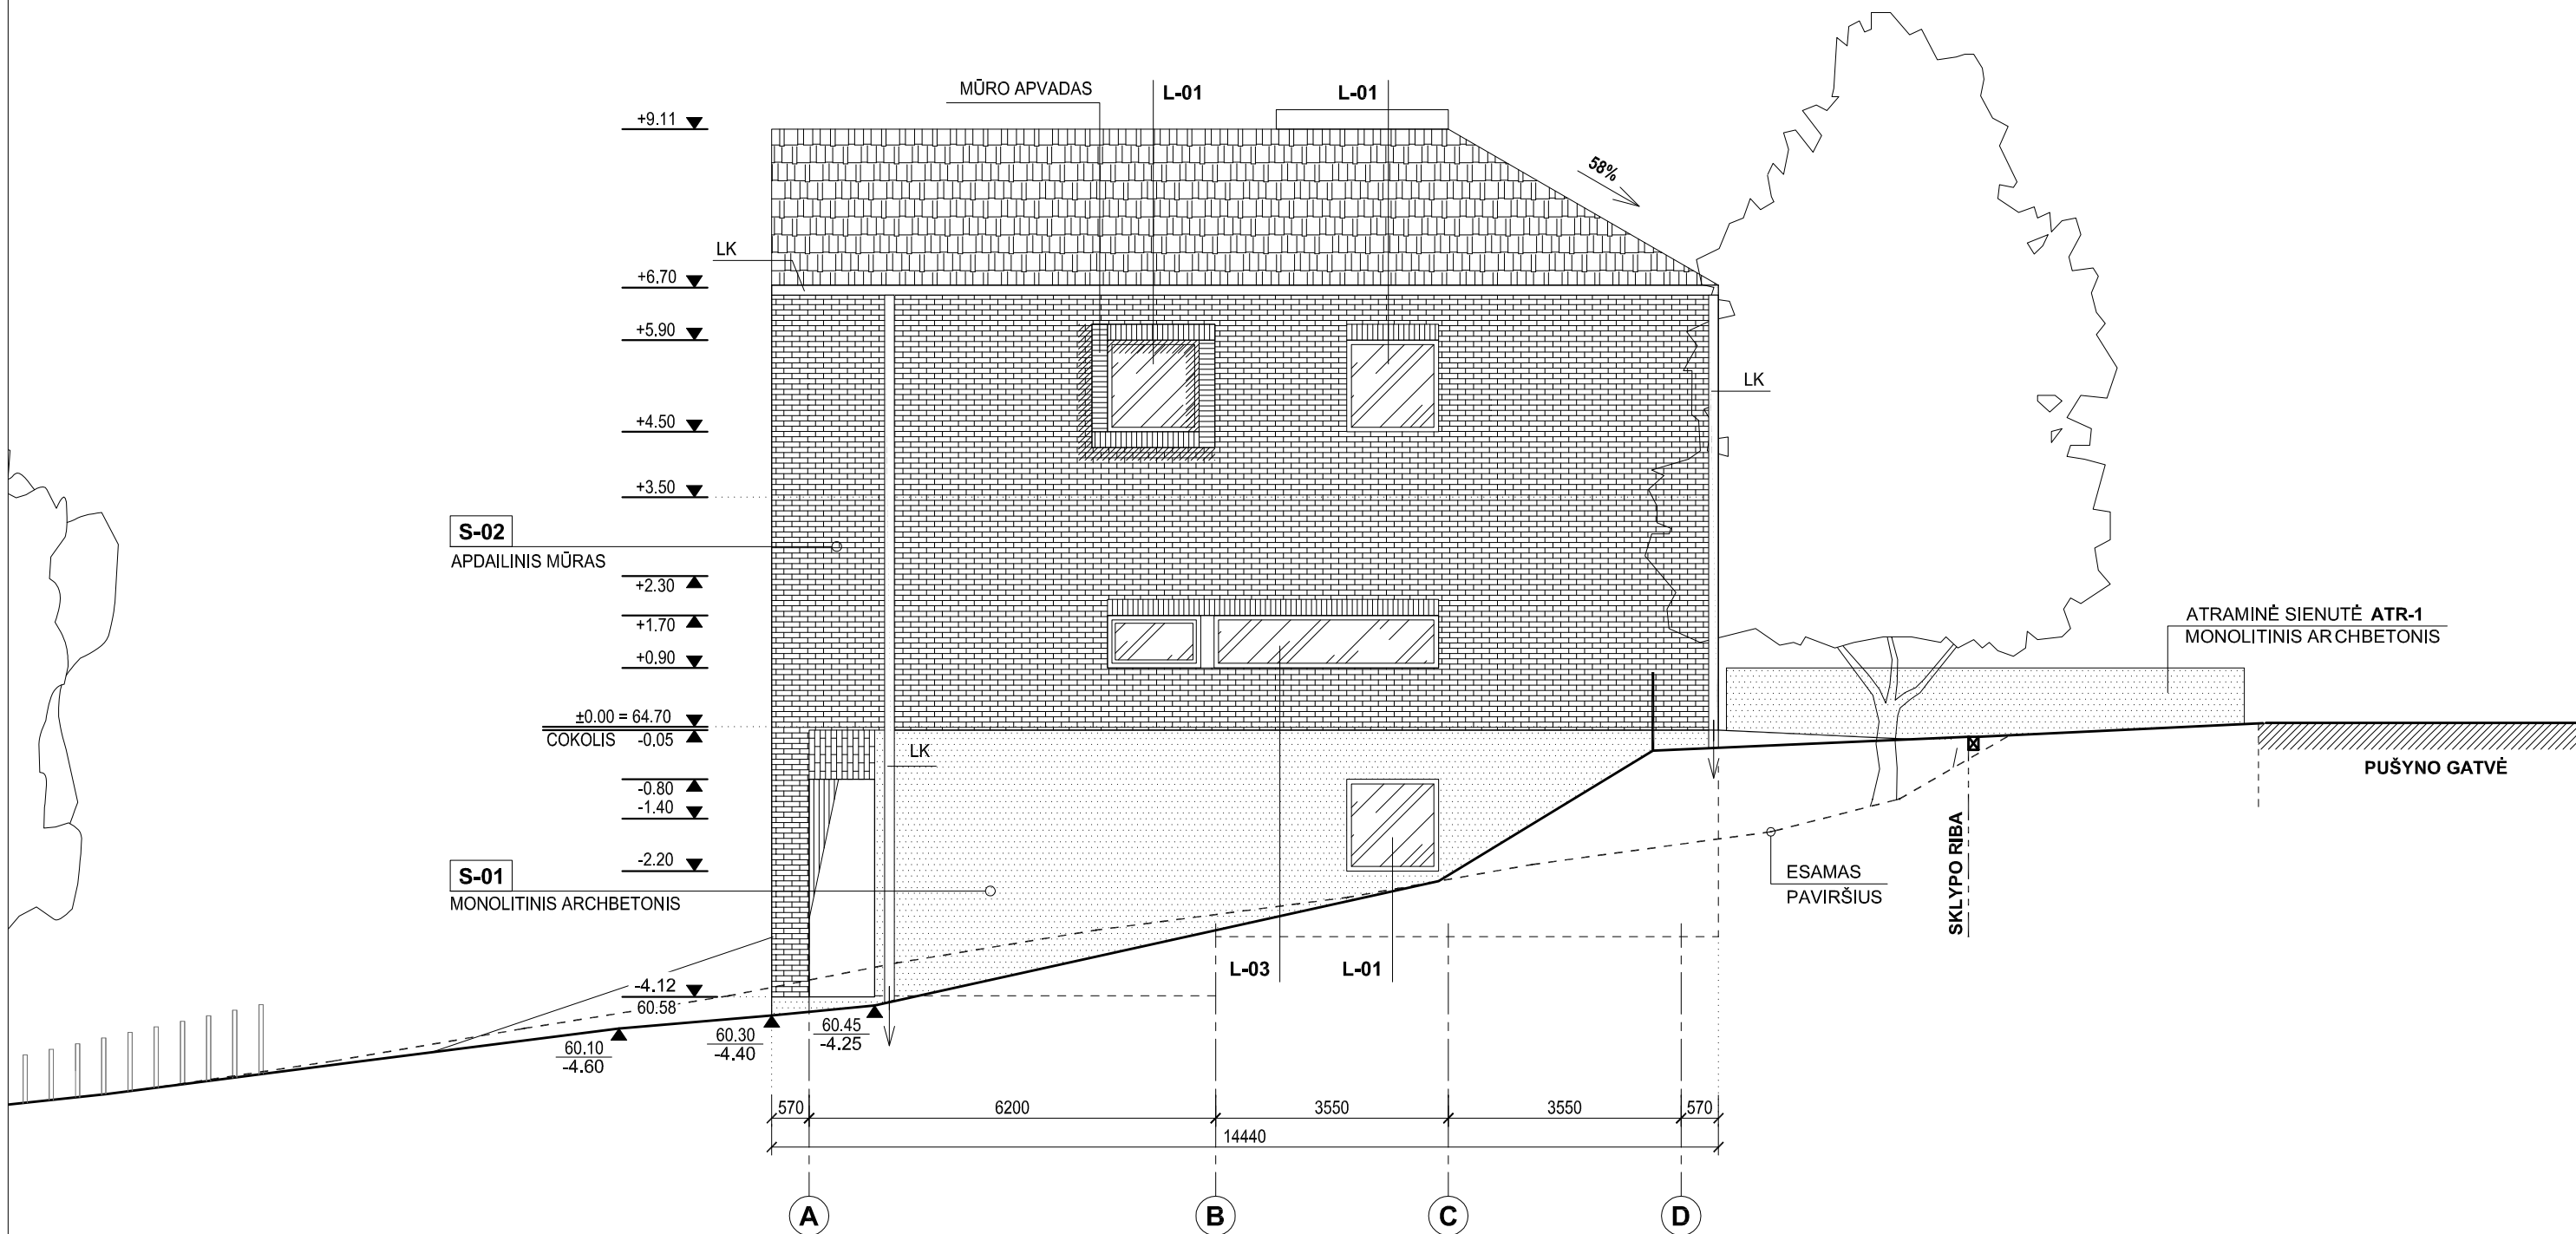 MŪRO APVADAS
L-01
L-01
+9.11
58%
LK
+6.70
+5.90
LK
+4.50
+3.50
S-02
APDAILINIS MŪRAS
+2.30
+1.70
+0.90
ATRAMINĖ SIENUTĖ ATR-1
MONOLITINIS ARCHBETONIS
±0.00 = 64.70
COKOLIS -0.05
LK
PUŠYNO GATVĖ
-0.80
-1.40
-2.20
S-01
MONOLITINIS ARCHBETONIS
ESAMAS
PAVIRŠIUS
SKLYPO RIBA
L-03
L-01
-4.12
60.58
60.10
-4.60
60.30
-4.40
60.45
-4.25
570
6200
3550
3550
570
14440
A
B
C
D